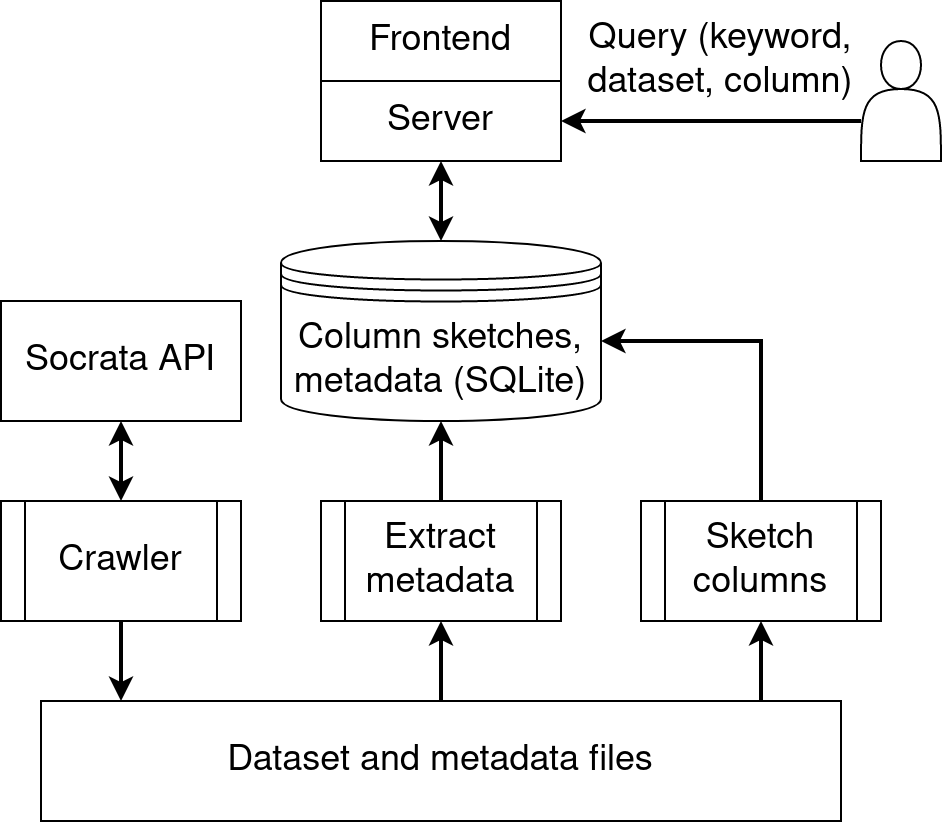 Frontend
Server
Query (keyword,
dataset, column)
Column sketches,
metadata (SQLite)
Socrata API
Crawler
Extract
metadata
Sketch
columns
Dataset and metadata files